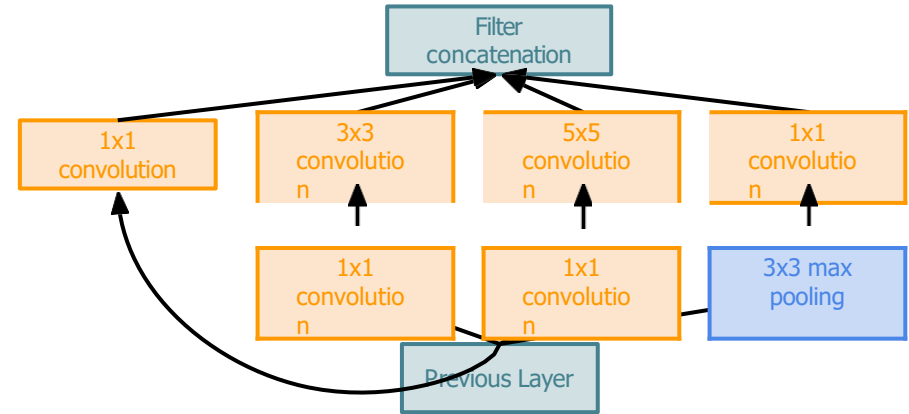 Filter
concatenation
1x1
convolution
3x3
convolutio
n
5x5
convolutio
n
1x1
convolutio
n
1x1
convolutio
n
1x1
convolutio
n
3x3 max
pooling
Previous Layer